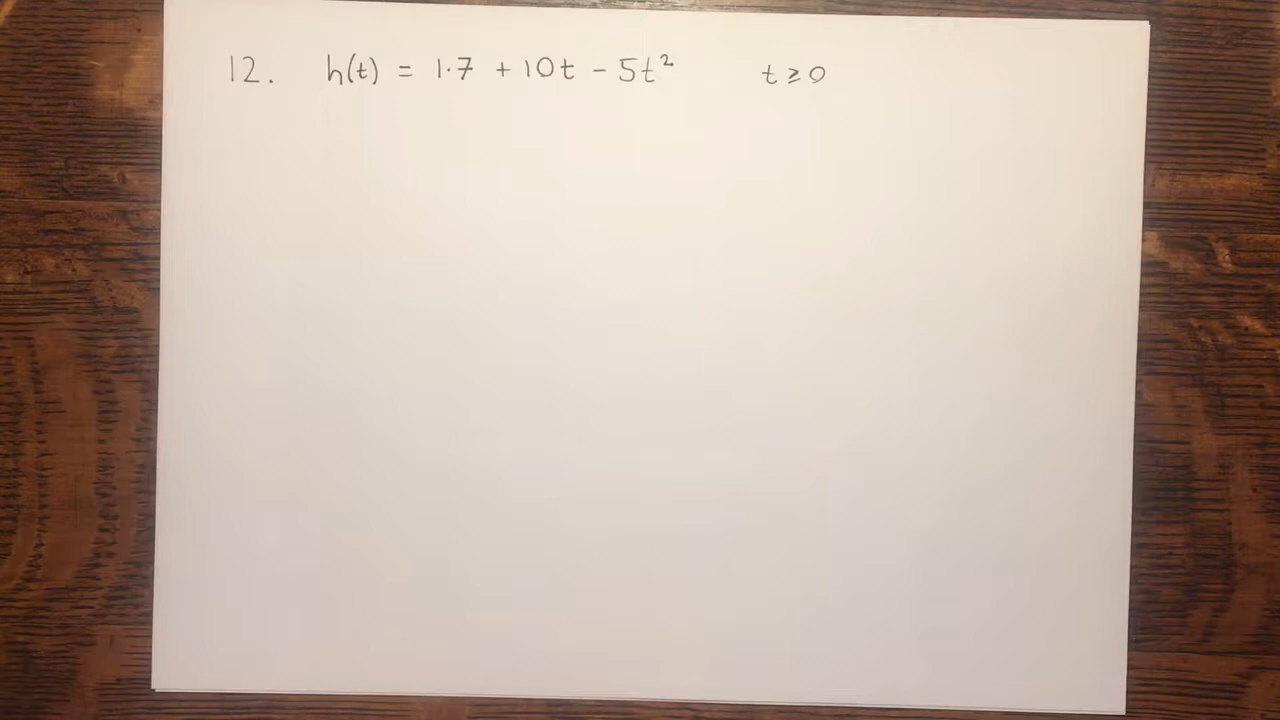 12. h(t) = 1·7 + 10t - 5t² t ≥ 0